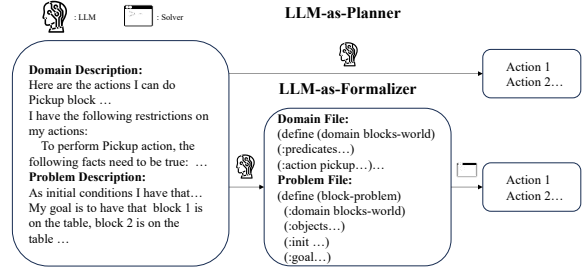 : LLM
: Solver
LLM-as-Planner
Domain Description:
Here are the actions I can do
Pickup block …
I have the following restrictions on
my actions:
To perform Pickup action, the
following facts need to be true: …
Problem Description:
As initial conditions I have that…
My goal is to have that block 1 is
on the table, block 2 is on the
table …
Action 1
Action 2…
LLM-as-Formalizer
Domain File:
(define (domain blocks-world)
(:predicates…)
(:action pickup…)…)
Problem File:
(define (block-problem)
(:domain blocks-world)
(:objects…)
(:init …)
(:goal…)
Action 1
Action 2…